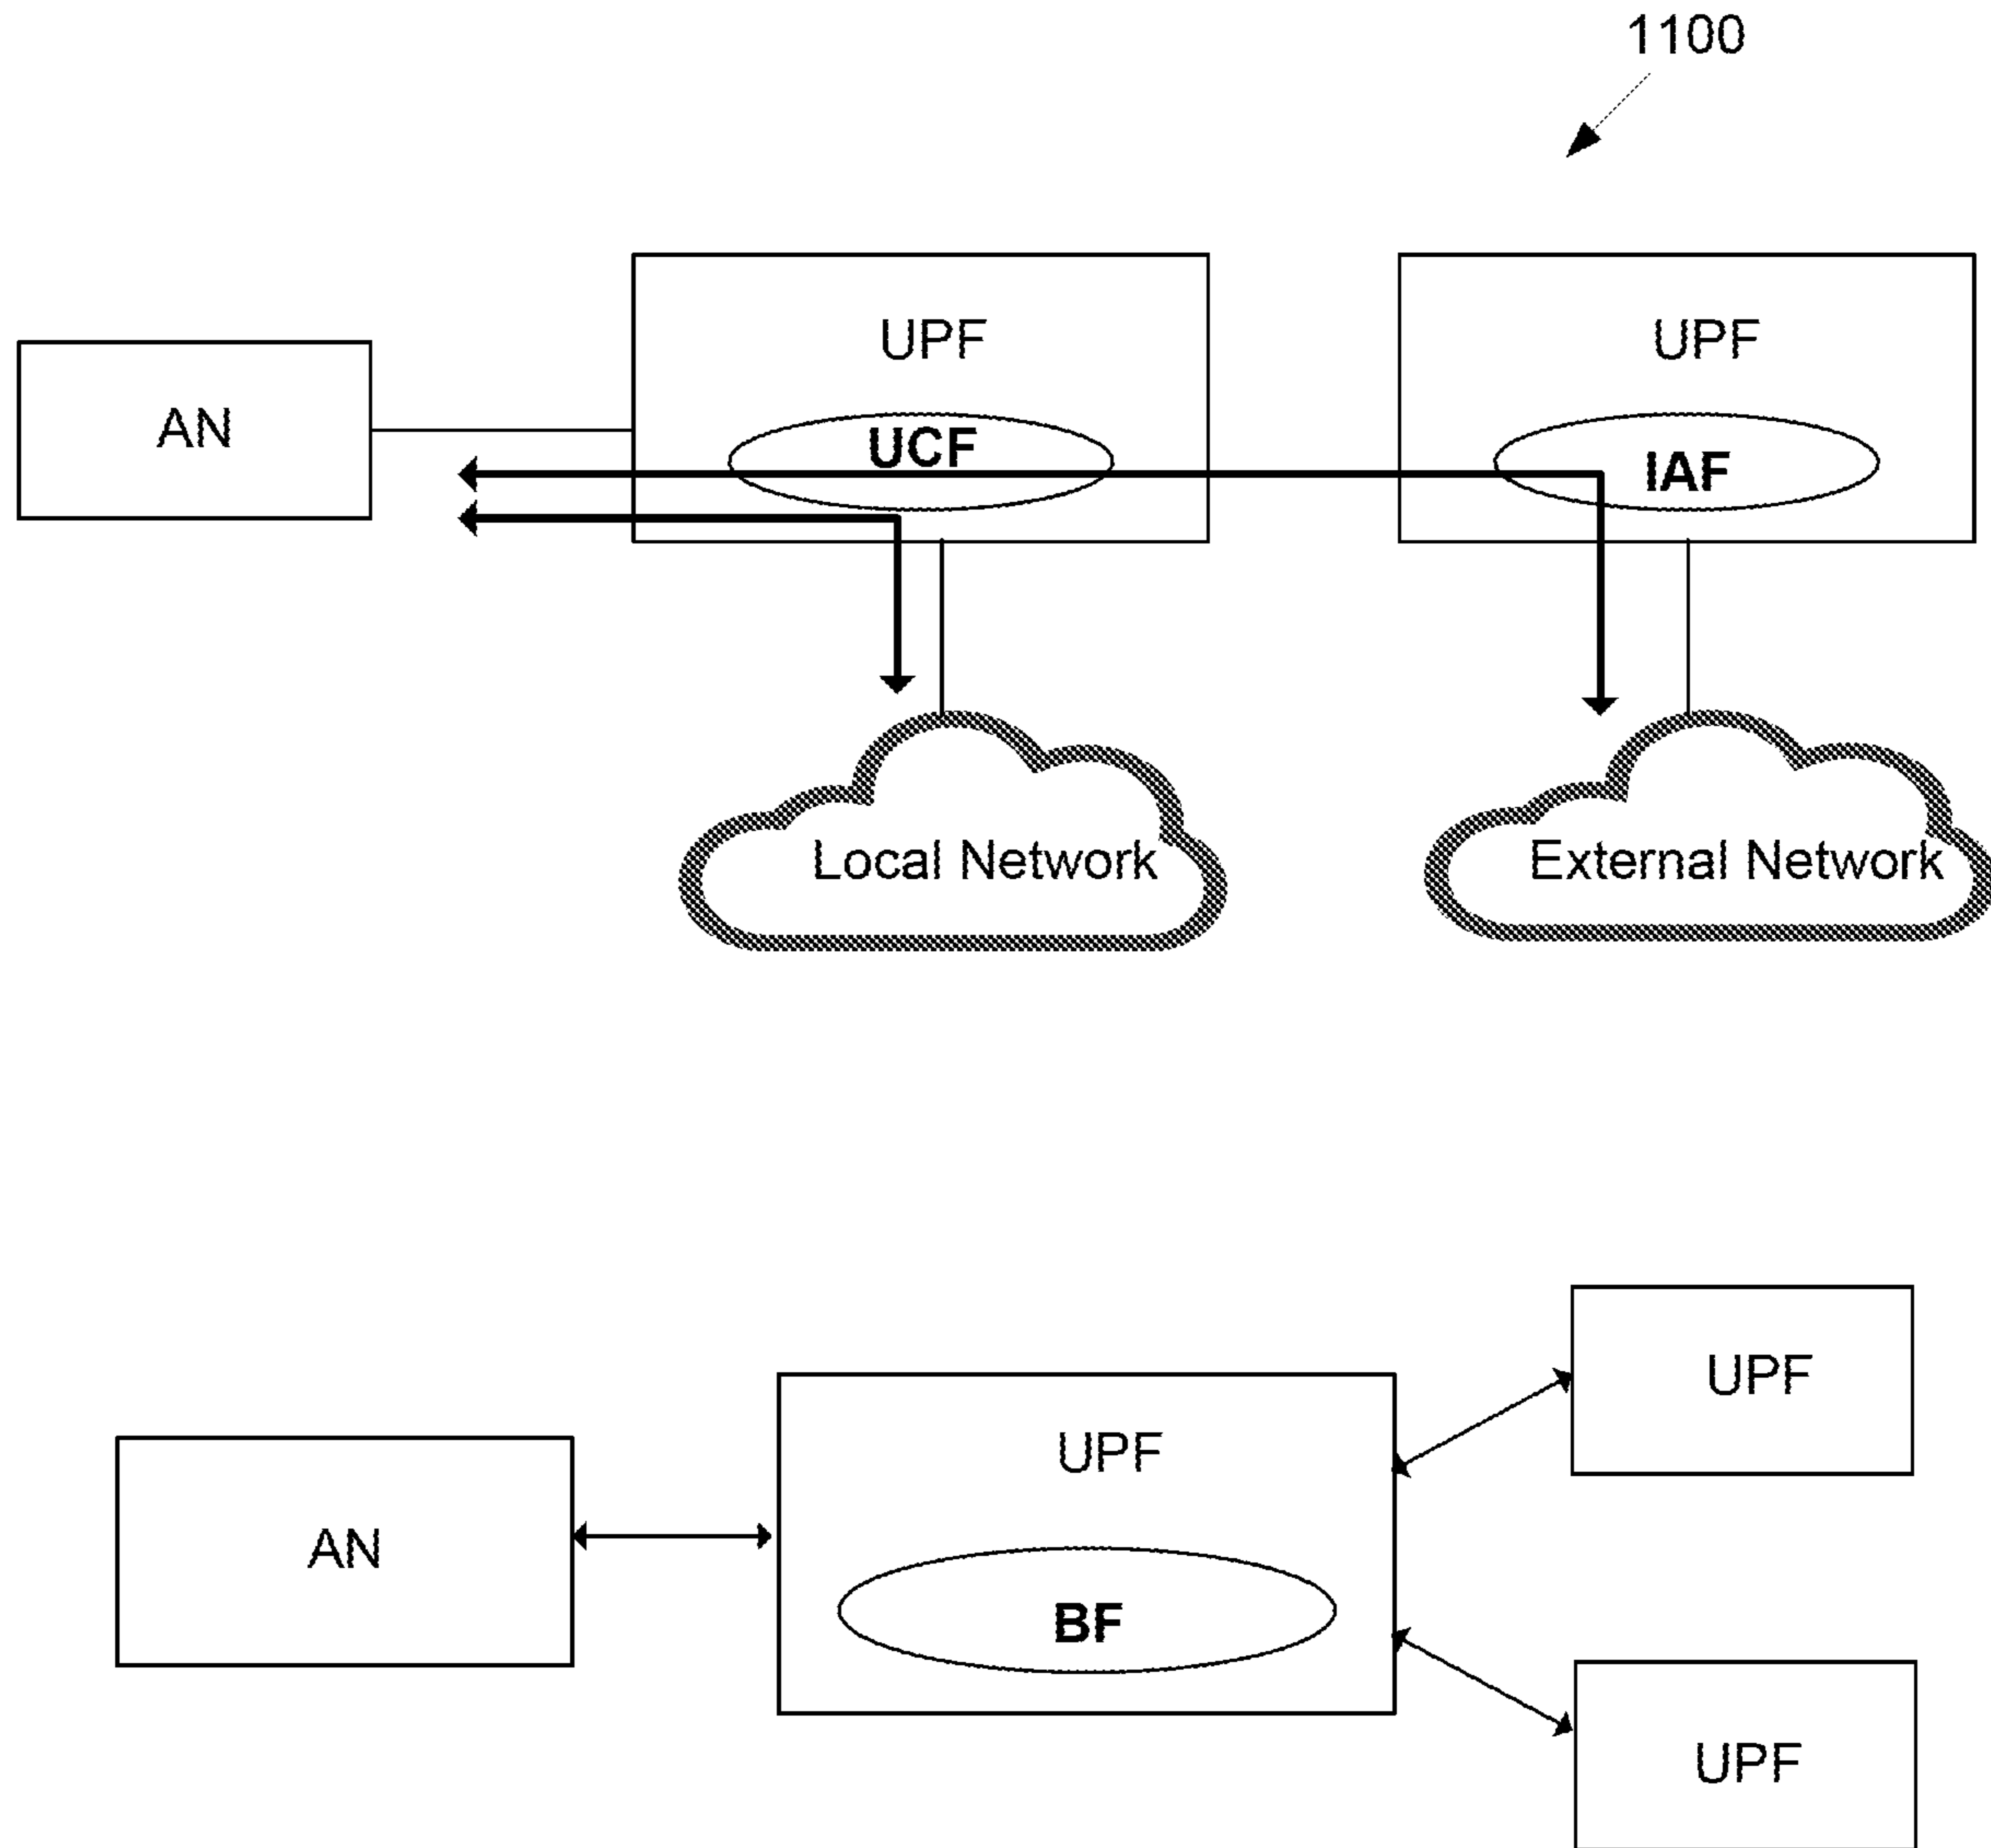 1100
UPF
UPF
AN
UCF
IAF
Local Network
External Network
UPF
UPF
AN
BF
UPF